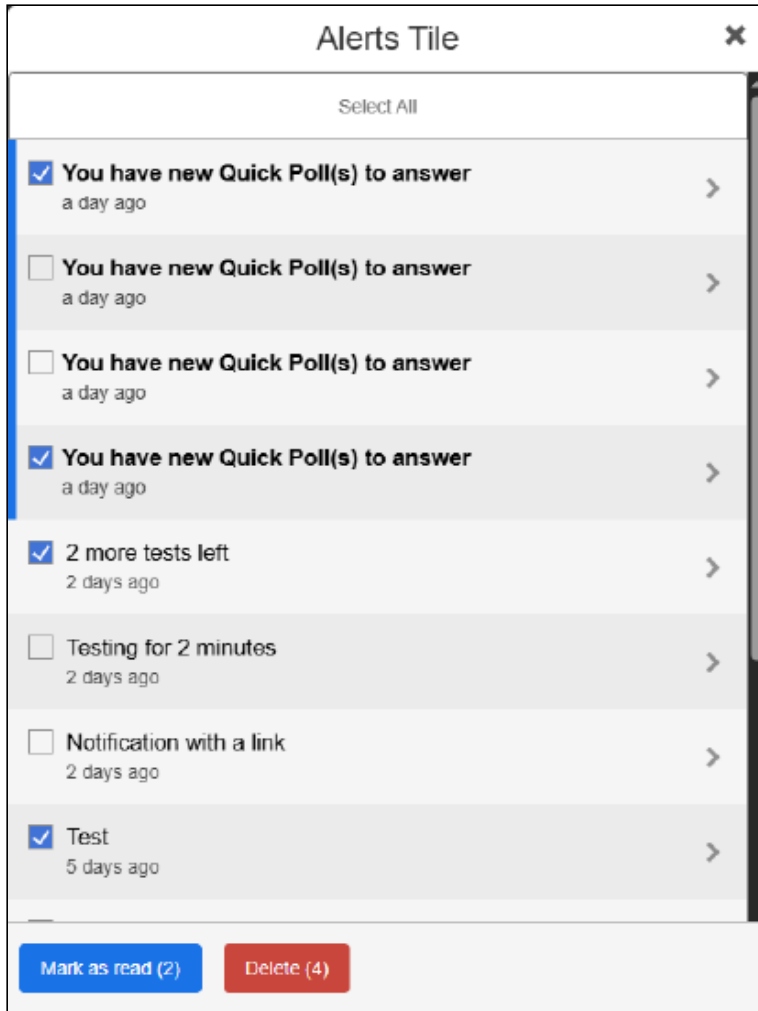 Alerts Tile
Select All
You have new Quick Poll(s) to answer
a day ago
You have new Quick Poll(s) to answer
a day ago
You have new Quick Poll(s) to answer
a day ago
You have new Quick Poll(s) to answer
a day ago
2 more tests left
2 days ago
Testing for 2 minutes
2 days ago
Notification with a link
2 days ago
Test
5 days ago
Mark as read (2)
Delete (4)